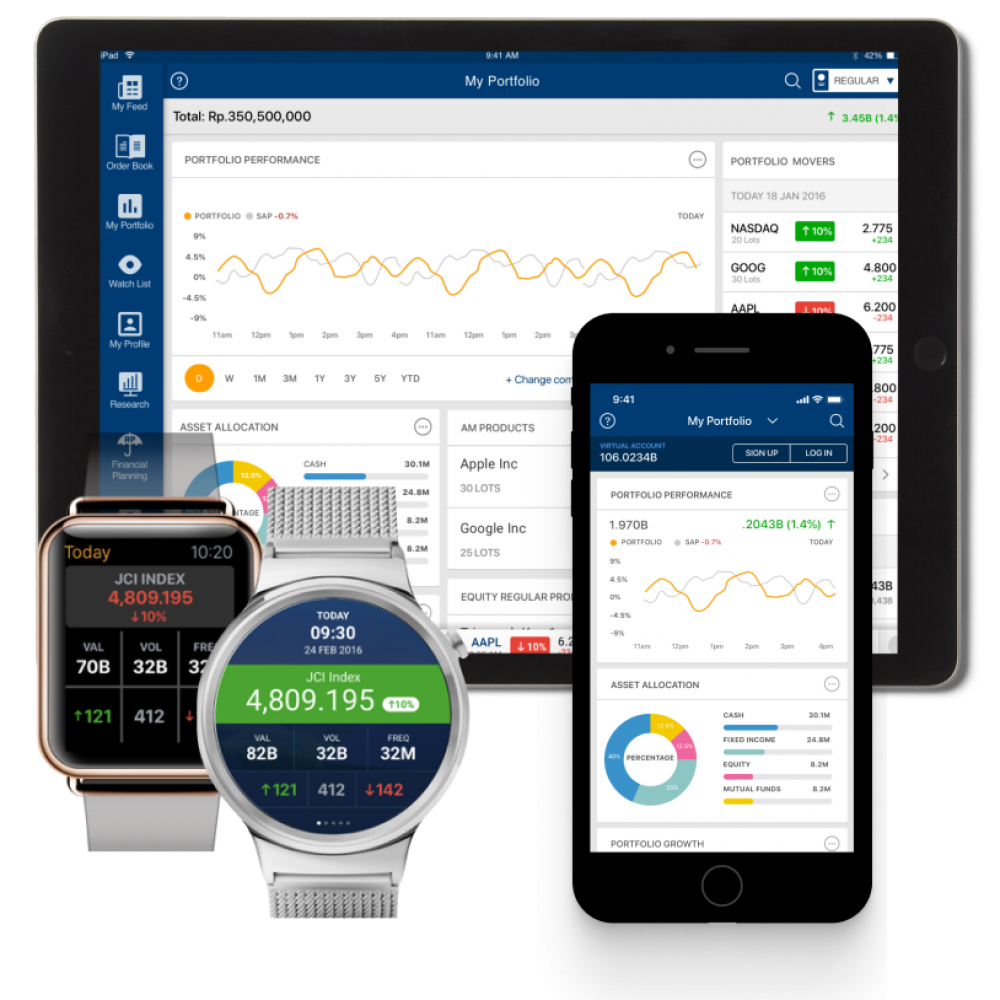 iPad
9:41 AM
42%
My Portfolio
REGULAR
My Feed
Order Book
My Portfolio
Watch List
My Profile
Research
RP
Financial
Planning
Total: Rp.350,500,000
3.45B (1.4%
PORTFOLIO PERFORMANCE
PORTFOLIO SAP -0.7%
TODAY
9%
4.5%
0%
-4.5%
-9%
11am 12pm 1pm 2pm 3pm 4pm 11am 12pm 1pm 2pm
D W 1M 3M 1Y 3Y 5Y YTD
+ Change com
PORTFOLIO MOVERS
TODAY 18 JAN 2016
NASDAQ ↑10% 2.775
20 Lots +234
GOOG ↑10% 4.800
30 Lots +234
AAPL ↓10% 6.200
-234
775
+234
800
-234
,200
-234
43B
ASSET ALLOCATION
13.5%
CASH 30.1M
24.8M
8.2M
8.2M
AM PRODUCTS
Apple Inc
30 LOTS
Google Inc
25 LOTS
EQUITY REGULAR PRO
AAPL ↓10% 6.2
Today 10:20
JCI INDEX
4,809.195
↓10%
VAL VOL FRE
70B 32B 32
↑121 412 ↓
TODAY
09:30
24 FEB 2016
JCI Index
4,809.195 ↑10%
VAL VOL FREQ
82B 32B 32M
↑121 412 ↓142
9:41
My Portfolio
VIRTUAL ACCOUNT
106.0234B
SIGN UP LOG IN
PORTFOLIO PERFORMANCE
1.970B .2043B (1.4%) ↑
PORTFOLIO SAP -0.7% TODAY
9%
4.5%
0%
-4.5%
-9%
11am 12pm 1pm 2pm 3pm 4pm
ASSET ALLOCATION
PERCENTAGE
12.5%
12.5%
40%
35%
CASH 30.1M
FIXED INCOME 24.8M
EQUITY 8.2M
MUTUAL FUNDS 8.2M
PORTFOLIO GROWTH